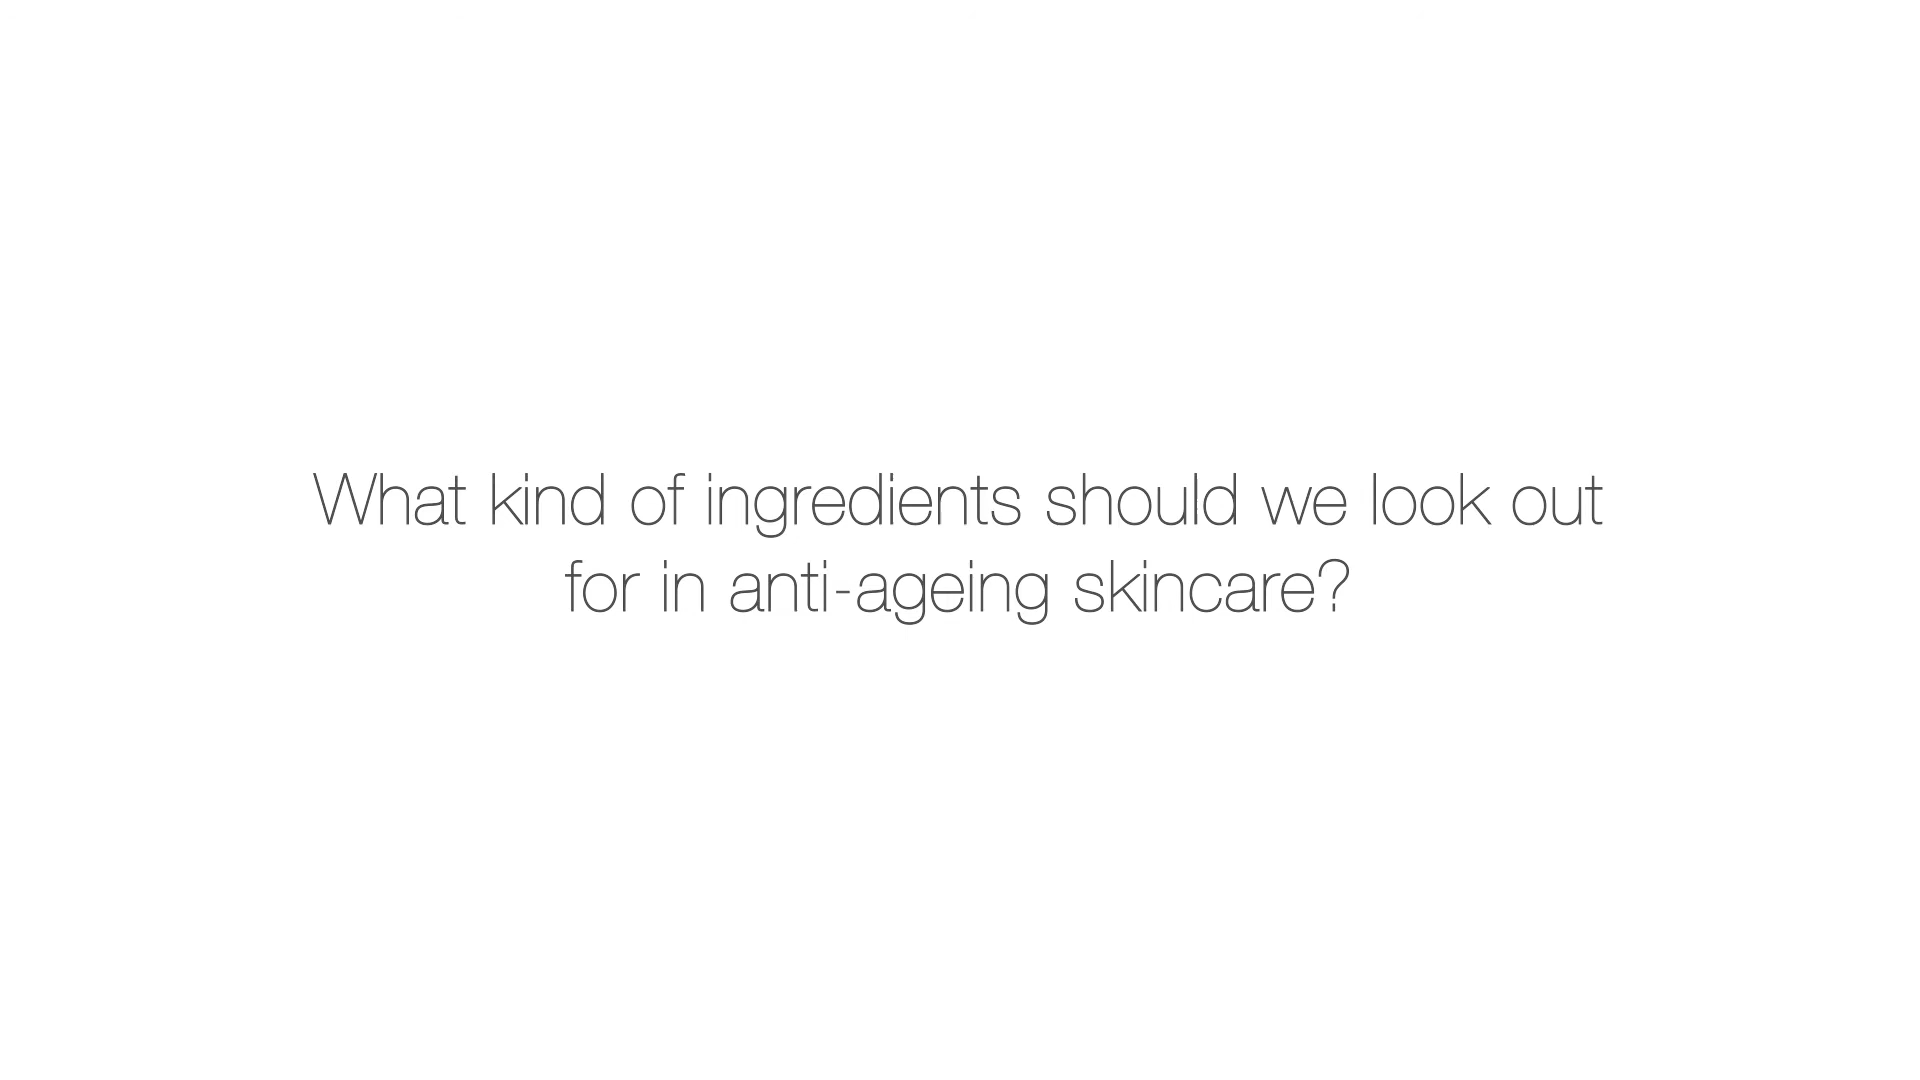 What kind of ingredients should we look out
for in anti-ageing skincare?